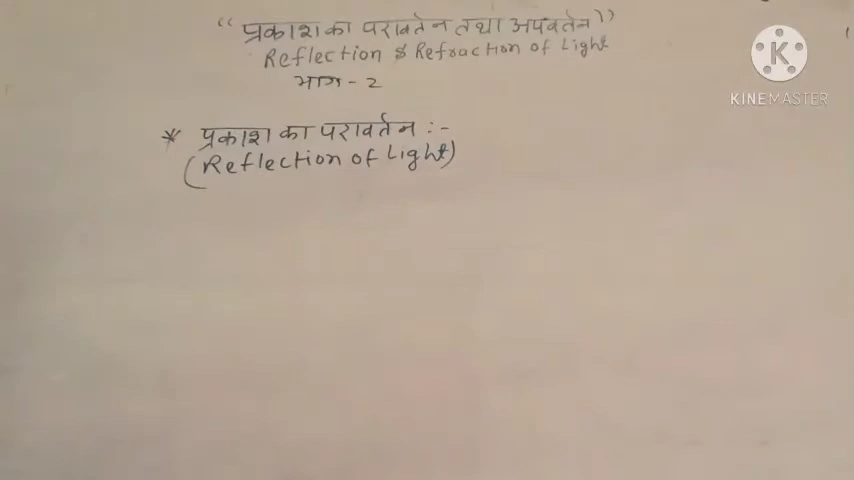 “प्रकाश का परावर्तन तथा अपवर्तन”
Reflection & Refraction of Light
भाग - 2
KINEMASTER
* प्रकाश का परावर्तन :-
(Reflection of Light)